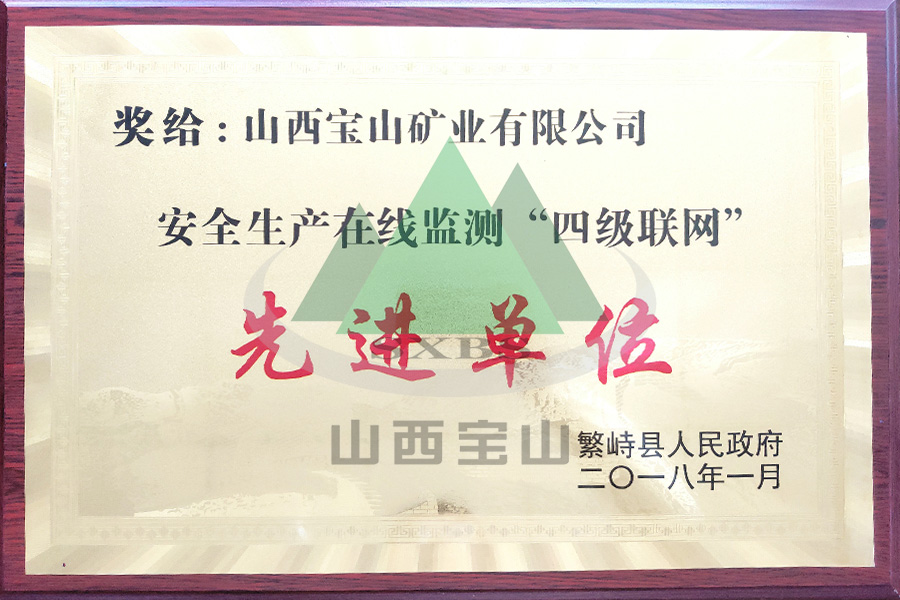 奖给：山西宝山矿业有限公司
安全生产在线监测“四级联网”
先进单位
SXBS
山西宝山
繁峙县人民政府
二〇一八年一月